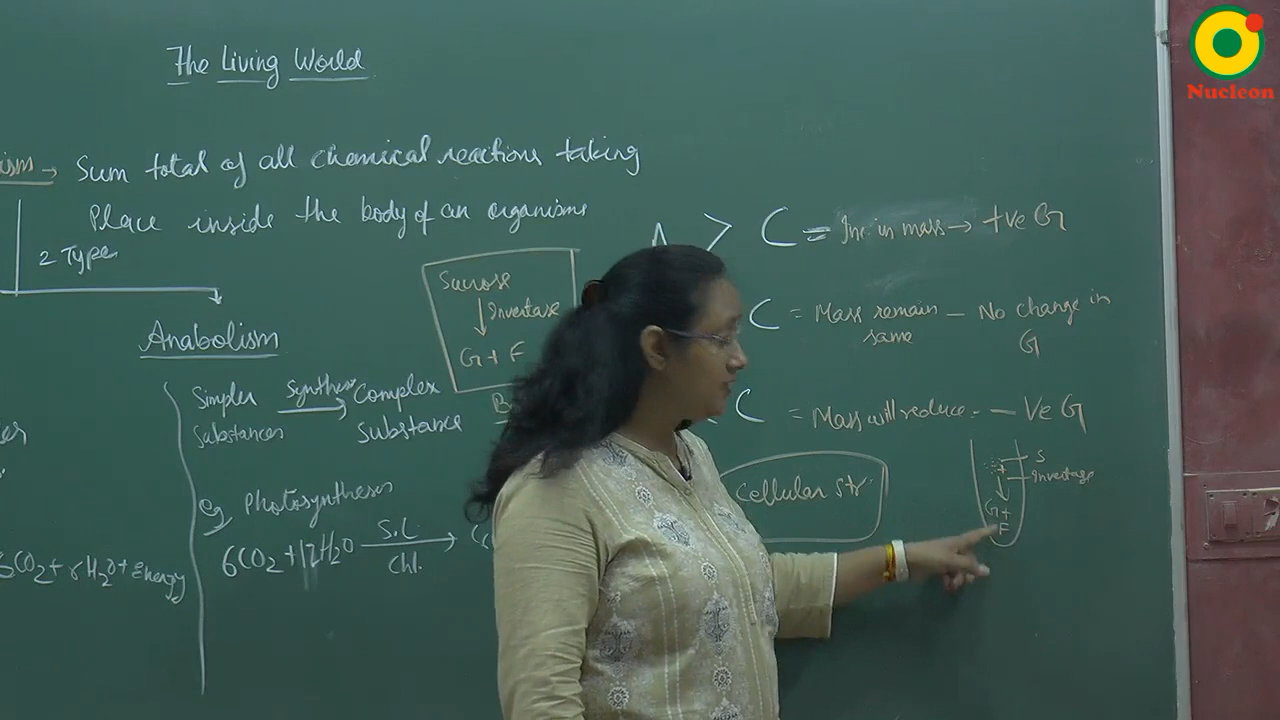 The Living World
Nucleon
ism → Sum total of all chemical reactions taking
Place inside the body of an organisms
2 Type
Anabolism
Simpler Synthesis Complex
Substances Substance
eg Photosynthesis
6CO2 + 12H2O S.L
Chl.
6CO2 + 6H2O + Energy
Sucrose
↓ Invertase
G + F
> C = Inc. in mass → +ve G
C = Mass remain same – No change in G
C = Mass will reduce. – –Ve G
Cellular Str.
S
Invertase
G +
F